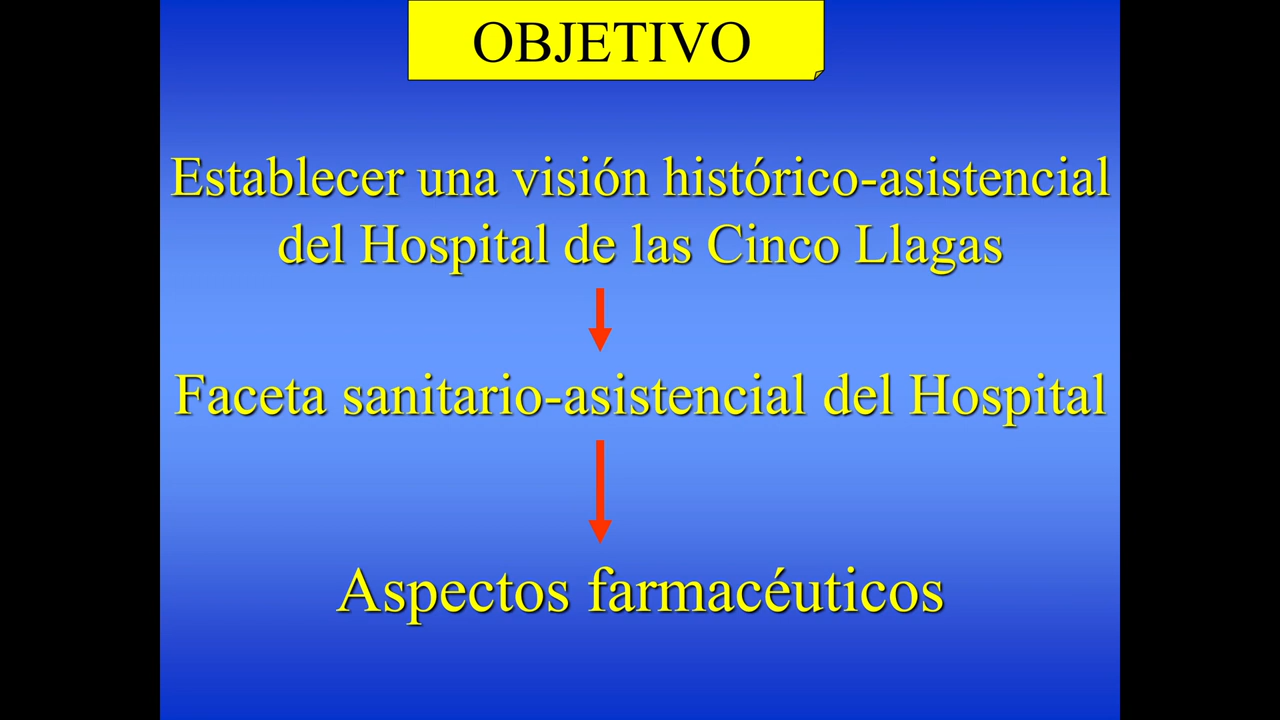 OBJETIVO
Establecer una visión histórico-asistencial
del Hospital de las Cinco Llagas
Faceta sanitario-asistencial del Hospital
Aspectos farmacéuticos